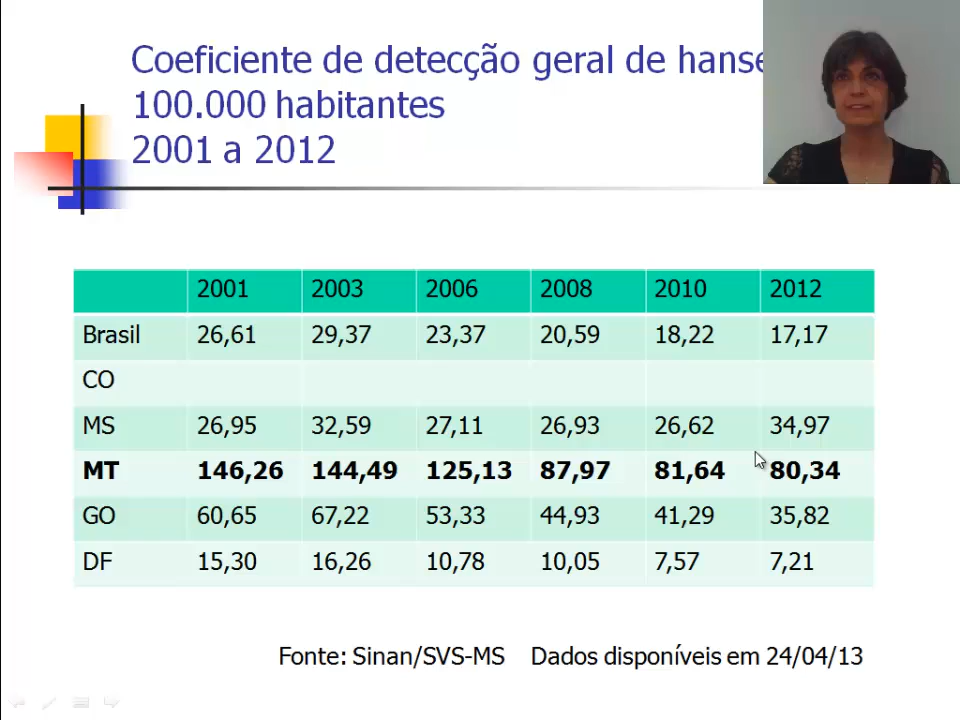 Coeficiente de detecção geral de hanse
100.000 habitantes
2001 a 2012
2001 2003 2006 2008 2010 2012
Brasil 26,61 29,37 23,37 20,59 18,22 17,17
CO
MS 26,95 32,59 27,11 26,93 26,62 34,97
MT 146,26 144,49 125,13 87,97 81,64 80,34
GO 60,65 67,22 53,33 44,93 41,29 35,82
DF 15,30 16,26 10,78 10,05 7,57 7,21
Fonte: Sinan/SVS-MS Dados disponíveis em 24/04/13